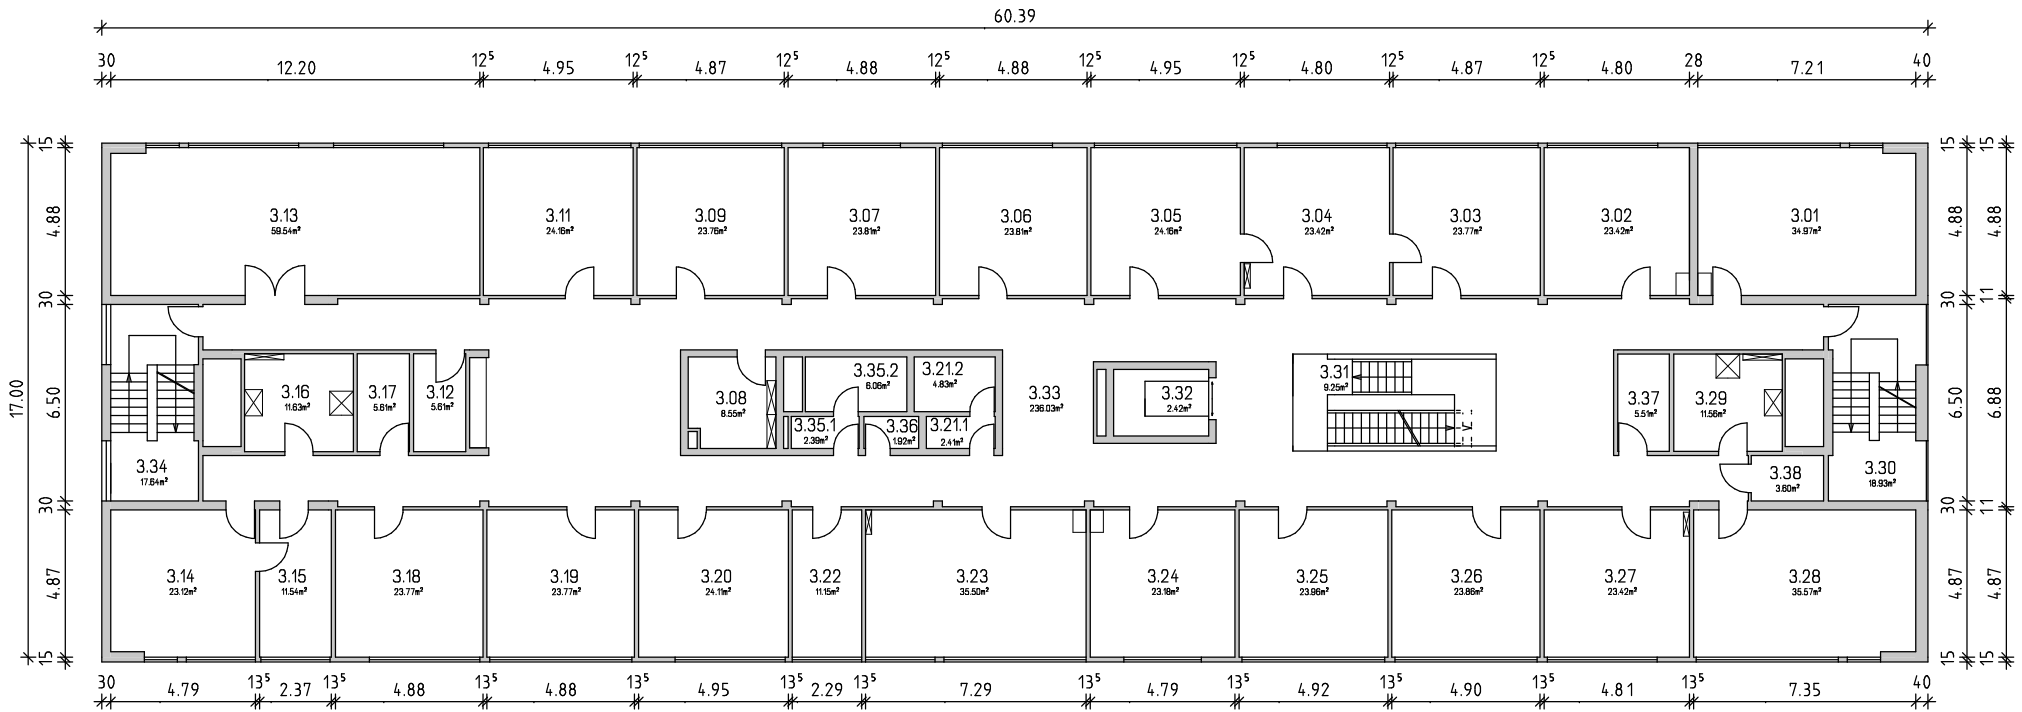 60.39
30 12⁵ 12⁵ 12⁵ 12⁵ 12⁵ 12⁵ 12⁵ 12⁵ 28 40
12.20 4.95 4.87 4.88 4.88 4.95 4.80 4.87 4.80 7.21
15 15 15
4.88 4.88 4.88
3.13 3.11 3.09 3.07 3.06 3.05 3.04 3.03 3.02 3.01
59.54m² 24.16m² 23.76m² 23.81m² 23.81m² 24.16m² 23.42m² 23.77m² 23.42m² 34.97m²
30 30 11
17.00 6.50 6.50 6.88
3.35.2 3.21.2 3.31
6.06m² 4.83m² 9.25m²
3.16 3.17 3.12 3.08 3.33 3.32 3.37 3.29
11.63m² 5.61m² 5.61m² 8.55m² 236.03m² 2.42m² 5.51m² 11.56m²
3.35.1 3.36 3.21.1
2.39m² 1.92m² 2.41m²
3.34 3.38 3.30
17.64m² 3.60m² 18.93m²
30 30 11
4.87 4.87 4.87
3.14 3.15 3.18 3.19 3.20 3.22 3.23 3.24 3.25 3.26 3.27 3.28
23.12m² 11.54m² 23.77m² 23.77m² 24.11m² 11.15m² 35.50m² 23.18m² 23.96m² 23.86m² 23.42m² 35.57m²
15 15 15
30 13⁵ 13⁵ 13⁵ 13⁵ 13⁵ 13⁵ 13⁵ 13⁵ 13⁵ 13⁵ 13⁵ 40
4.79 2.37 4.88 4.88 4.95 2.29 7.29 4.79 4.92 4.90 4.81 7.35